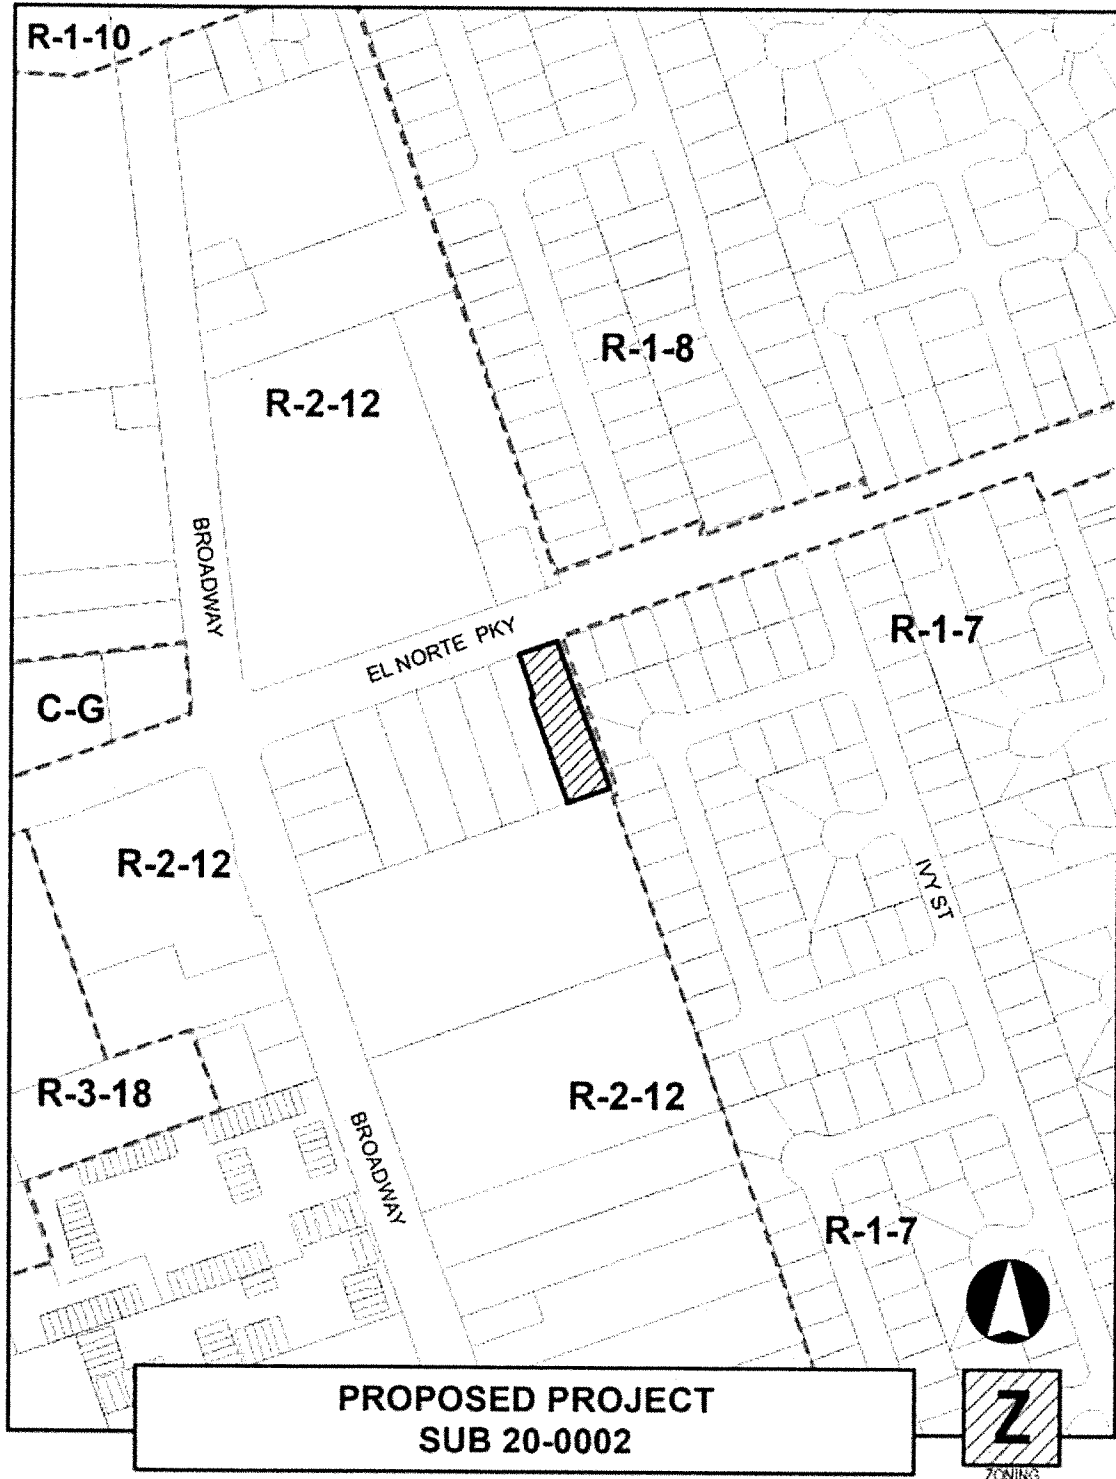 R-1-10
R-1-8
R-2-12
BROADWAY
EL NORTE PKY
R-1-7
C-G
R-2-12
IVY ST
R-3-18
R-2-12
BROADWAY
R-1-7
PROPOSED PROJECT
SUB 20-0002
Z
ZONING